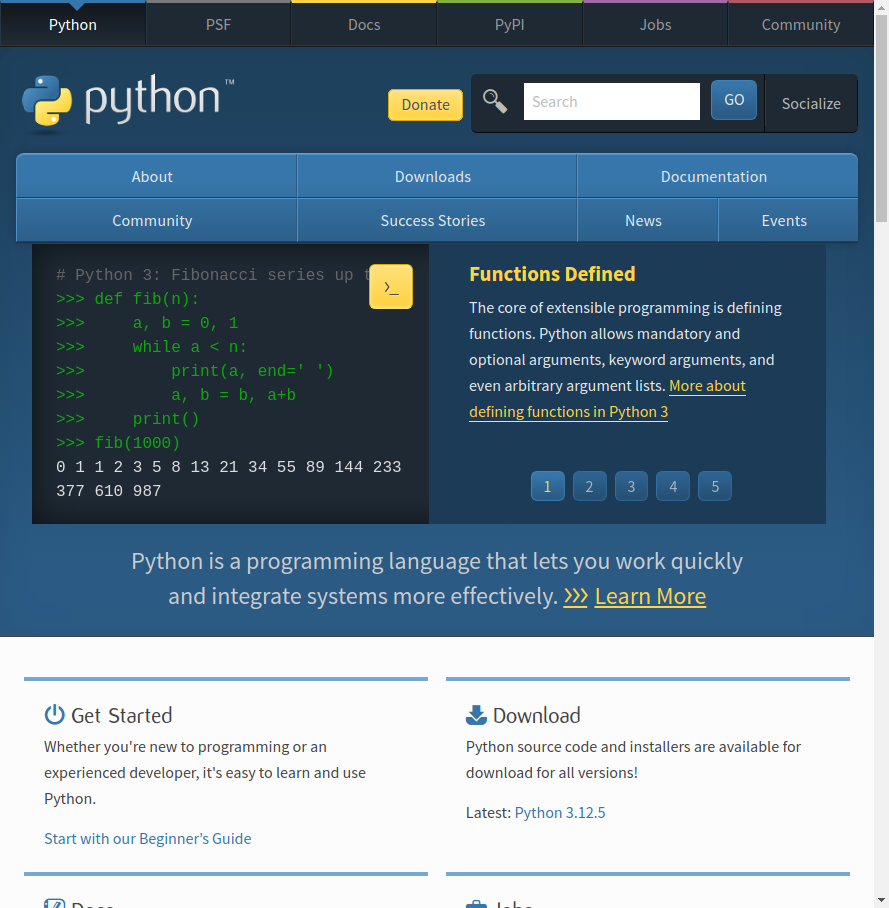 Python PSF Docs PyPI Jobs Community
python™
Donate Search GO Socialize
About Downloads Documentation
Community Success Stories News Events
# Python 3: Fibonacci series up
>>> def fib(n):
>>>     a, b = 0, 1
>>>     while a < n:
>>>         print(a, end=' ')
>>>         a, b = b, a+b
>>>     print()
>>> fib(1000)
0 1 1 2 3 5 8 13 21 34 55 89 144 233
377 610 987
>_
Functions Defined
The core of extensible programming is defining
functions. Python allows mandatory and
optional arguments, keyword arguments, and
even arbitrary argument lists. More about
defining functions in Python 3
1 2 3 4 5
Python is a programming language that lets you work quickly
and integrate systems more effectively. >>> Learn More
Get Started
Whether you're new to programming or an
experienced developer, it's easy to learn and use
Python.
Start with our Beginner’s Guide
Download
Python source code and installers are available for
download for all versions!
Latest: Python 3.12.5
Docs
Jobs